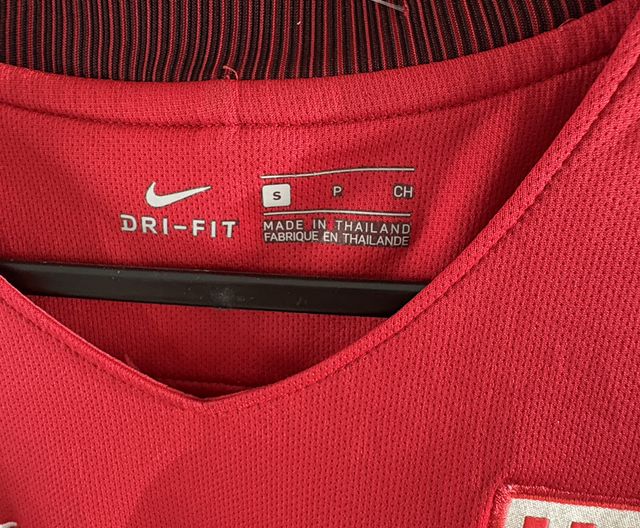 S P CH
DRI-FIT
MADE IN THAILAND
FABRIQUE EN THAILANDE